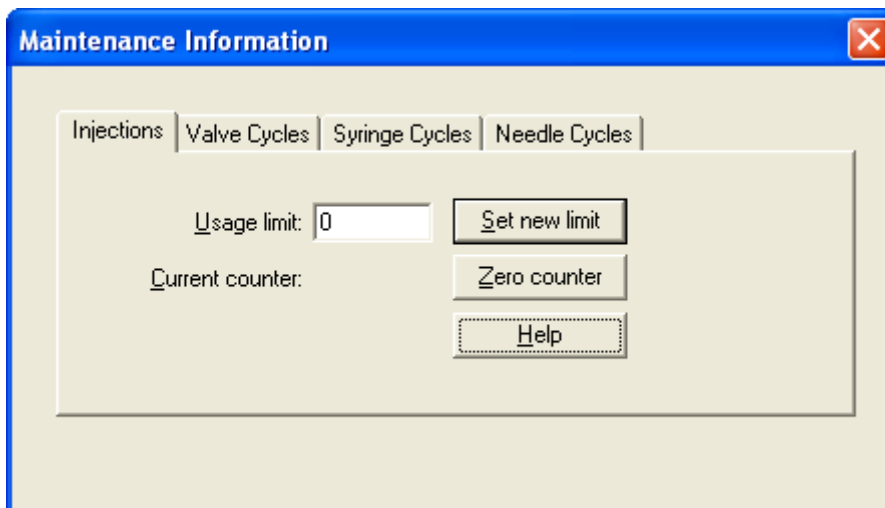 Maintenance Information
Injections Valve Cycles Syringe Cycles Needle Cycles
Usage limit: 0 Set new limit
Current counter: Zero counter
Help